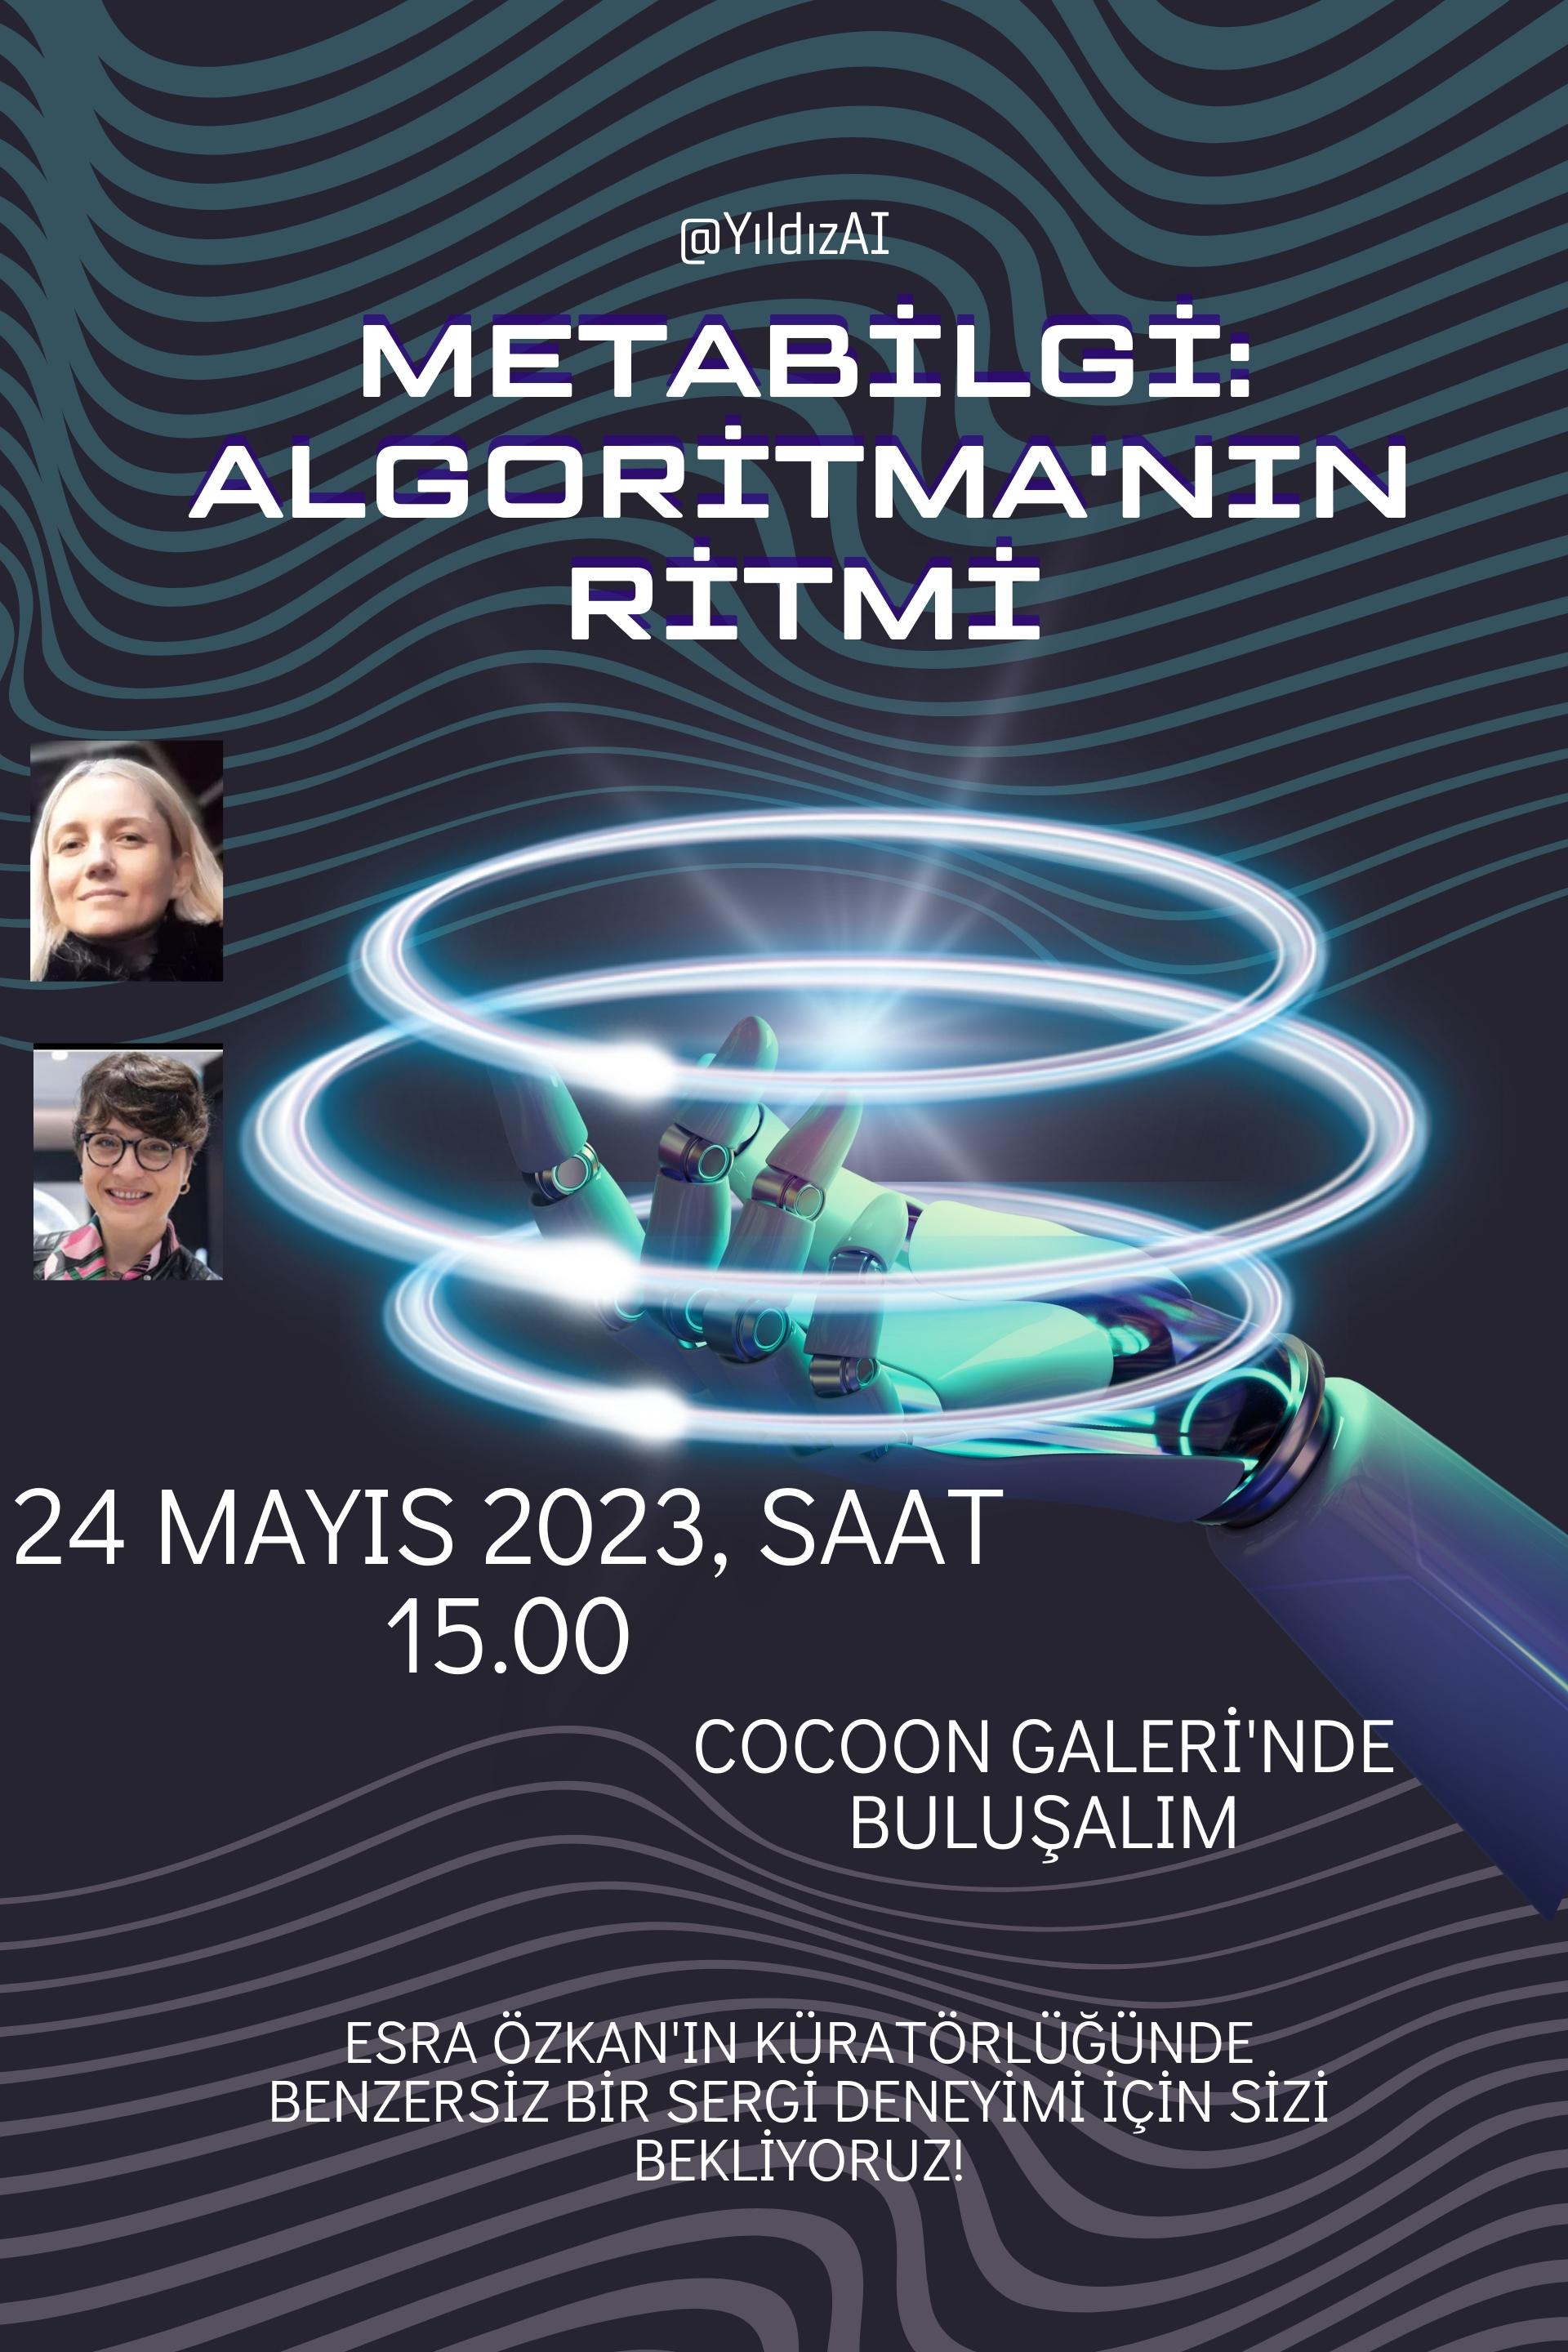 @YıldızAI
METABİLGİ:
ALGORİTMA'NIN
RİTMİ
24 MAYIS 2023, SAAT
15.00
COCOON GALERİ'NDE
BULUŞALIM
ESRA ÖZKAN'IN KÜRATÖRLÜĞÜNDE
BENZERSİZ BİR SERGİ DENEYİMİ İÇİN SİZİ
BEKLİYORUZ!